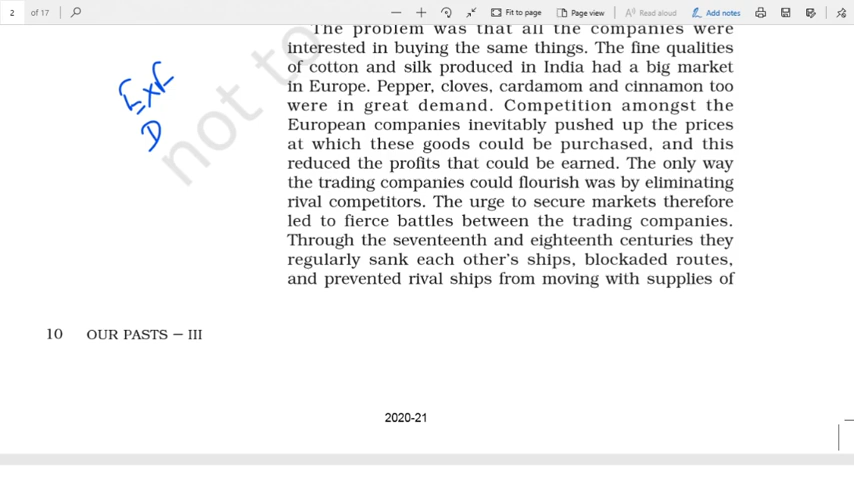 2 of 17 Fit to page Page view Read aloud Add notes
The problem was that all the companies were
interested in buying the same things. The fine qualities
of cotton and silk produced in India had a big market
in Europe. Pepper, cloves, cardamom and cinnamon too
were in great demand. Competition amongst the
European companies inevitably pushed up the prices
at which these goods could be purchased, and this
reduced the profits that could be earned. The only way
the trading companies could flourish was by eliminating
rival competitors. The urge to secure markets therefore
led to fierce battles between the trading companies.
Through the seventeenth and eighteenth centuries they
regularly sank each other's ships, blockaded routes,
and prevented rival ships from moving with supplies of
not to
10 OUR PASTS – III
2020-21